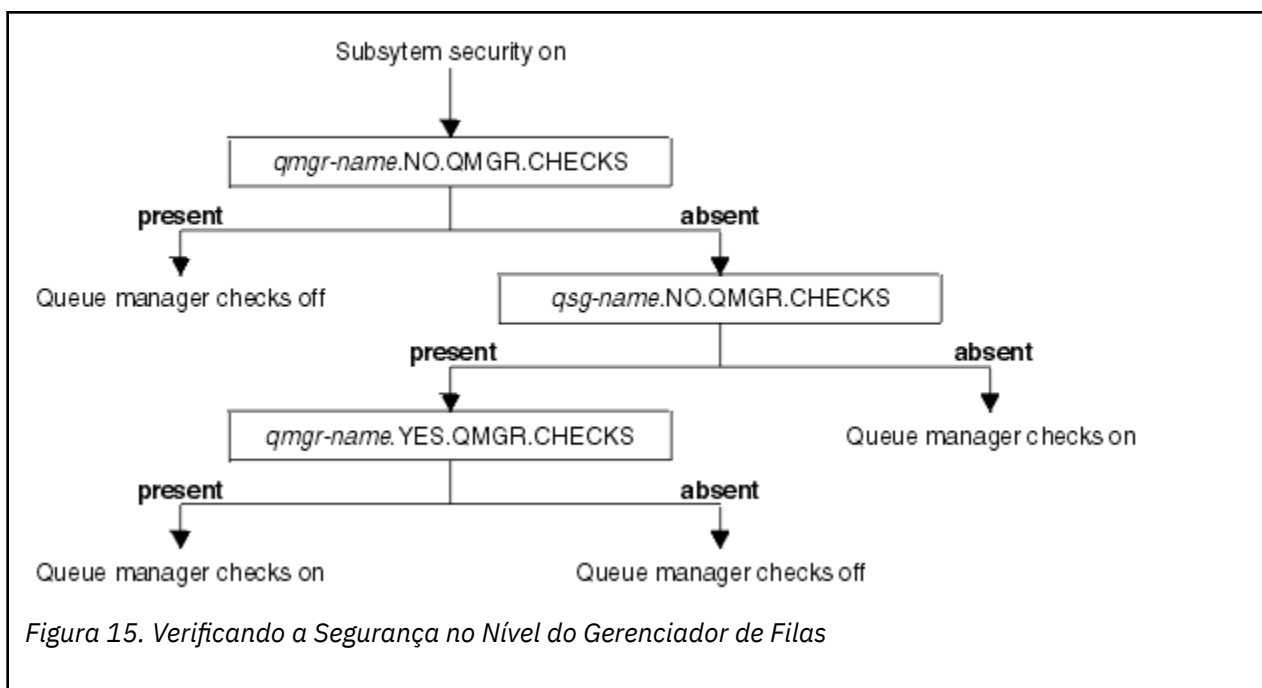 Subsytem security on
qmgr-name.NO.QMGR.CHECKS
present
absent
Queue manager checks off
qsg-name.NO.QMGR.CHECKS
present
absent
qmgr-name.YES.QMGR.CHECKS
Queue manager checks on
present
absent
Queue manager checks on
Queue manager checks off
Figura 15. Verificando a Segurança no Nível do Gerenciador de Filas